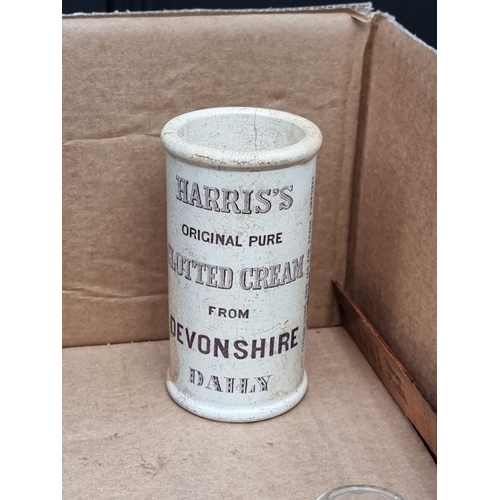 HARRIS'S
ORIGINAL PURE
CLOTTED CREAM
FROM
DEVONSHIRE
DAILY